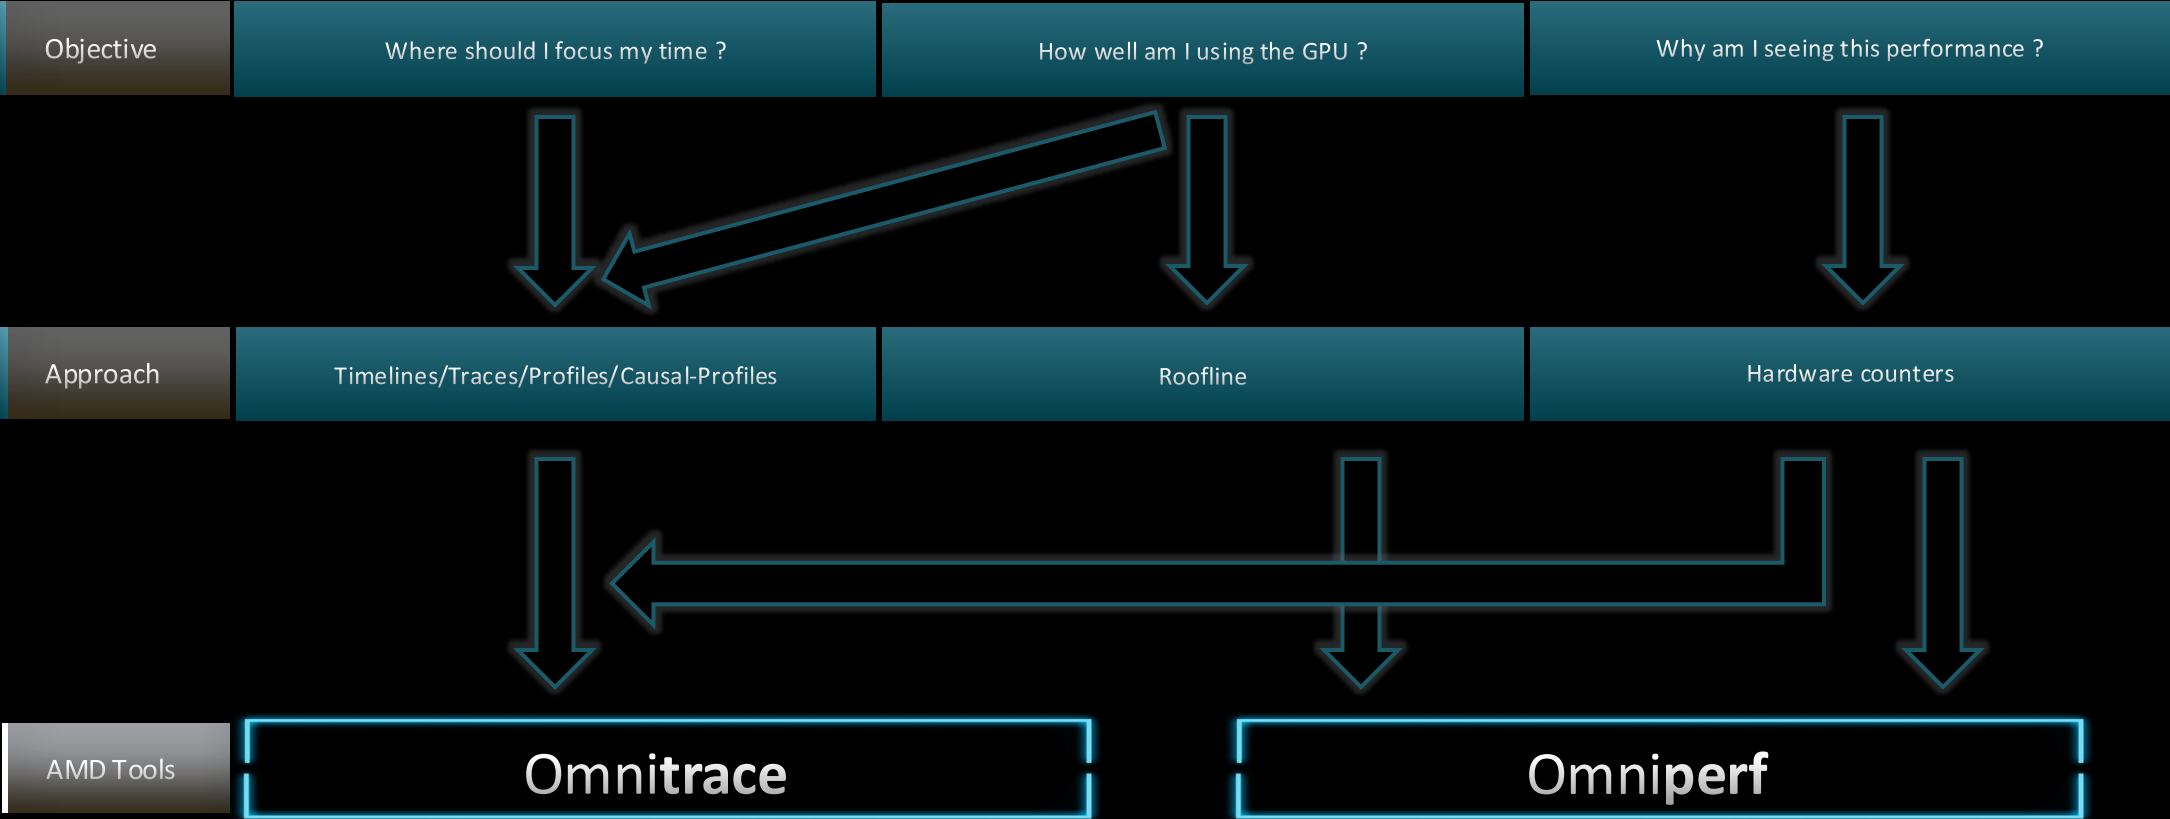 Objective
Where should I focus my time ?
How well am I using the GPU ?
Why am I seeing this performance ?
Approach
Timelines/Traces/Profiles/Causal-Profiles
Roofline
Hardware counters
AMD Tools
Omnitrace
Omniperf